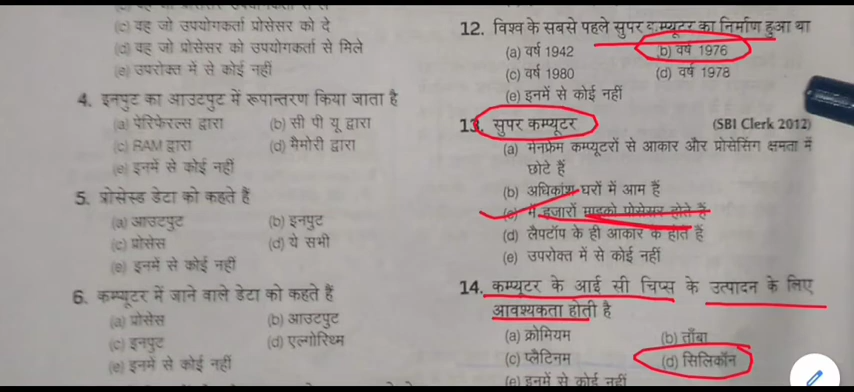 (c) वह जो उपयोगकर्ता प्रोसेसर को दे
(d) वह जो प्रोसेसर को उपयोगकर्ता से मिले
(e) उपरोक्त में से कोई नहीं
4. इनपुट का आउटपुट में रूपान्तरण किया जाता है
(a) पेरिफेरल्स द्वारा (b) सी पी यू द्वारा
(c) RAM द्वारा (d) मैमोरी द्वारा
(e) इनमें से कोई नहीं
5. प्रोसेस्ड डेटा को कहते हैं
(a) आउटपुट (b) इनपुट
(c) प्रोसेस (d) ये सभी
(e) इनमें से कोई नहीं
6. कम्प्यूटर में जाने वाले डेटा को कहते हैं
(a) प्रोसेस (b) आउटपुट
(c) इनपुट (d) एल्गोरिथ्म
(e) इनमें से कोई नहीं
12. विश्व के सबसे पहले सुपर कम्प्यूटर का निर्माण हुआ था
(a) वर्ष 1942 (b) वर्ष 1976
(c) वर्ष 1980 (d) वर्ष 1978
(e) इनमें से कोई नहीं
13. सुपर कम्प्यूटर (SBI Clerk 2012)
(a) मेनफ्रेम कम्प्यूटरों से आकार और प्रोसेसिंग क्षमता में
छोटे हैं
(b) अधिकांश घरों में आम हैं
(c) में हजारों माइक्रो प्रोसेसर होते हैं
(d) लैपटॉप के ही आकार के होते हैं
(e) उपरोक्त में से कोई नहीं
14. कम्प्यूटर के आई सी चिप्स के उत्पादन के लिए
आवश्यकता होती है
(a) क्रोमियम (b) ताँबा
(c) प्लैटिनम (d) सिलिकॉन
(e) इनमें से कोई नहीं